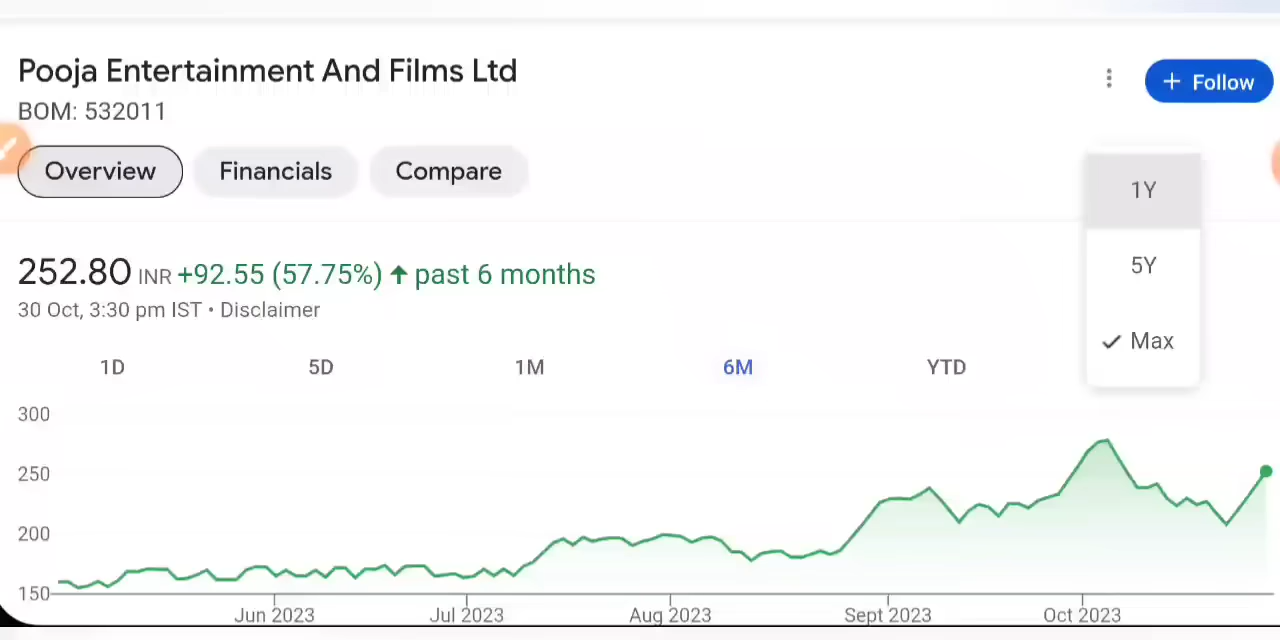 Pooja Entertainment And Films Ltd
BOM: 532011
+ Follow
Overview
Financials
Compare
1Y
5Y
Max
252.80 INR +92.55 (57.75%) ↑ past 6 months
30 Oct, 3:30 pm IST • Disclaimer
1D 5D 1M 6M YTD
300
250
200
150
Jun 2023 Jul 2023 Aug 2023 Sept 2023 Oct 2023